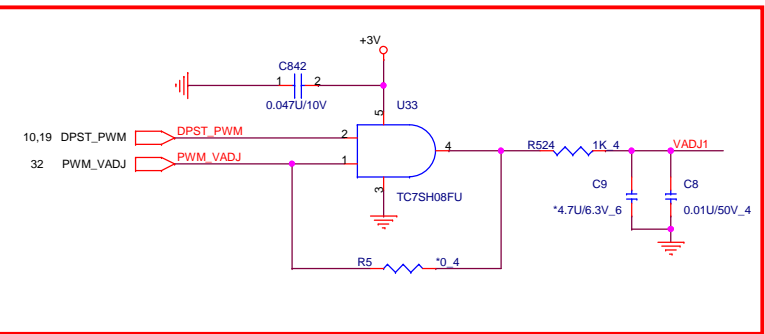 +3V
C842
1 2
0.047U/10V
5
U33
10,19 DPST_PWM DPST_PWM 2
32 PWM_VADJ PWM_VADJ 1
4
R524 1K_4 VADJ1
3
TC7SH08FU
C9 C8
*4.7U/6.3V_6 0.01U/50V_4
R5 *0_4